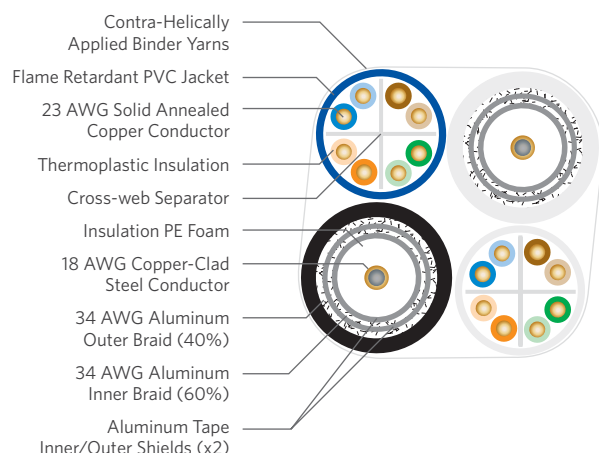 Contra-Helically
Applied Binder Yarns
Flame Retardant PVC Jacket
23 AWG Solid Annealed
Copper Conductor
Thermoplastic Insulation
Cross-web Separator
Insulation PE Foam
18 AWG Copper-Clad
Steel Conductor
34 AWG Aluminum
Outer Braid (40%)
34 AWG Aluminum
Inner Braid (60%)
Aluminum Tape
Inner/Outer Shields (x2)